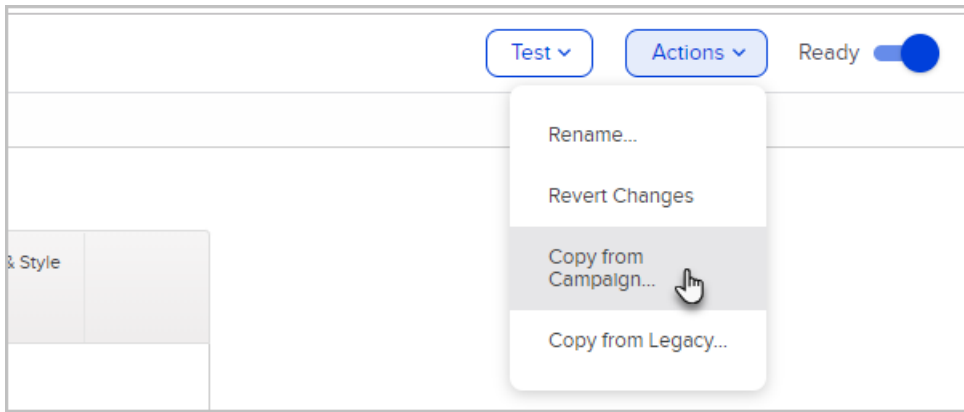 Test
Actions
Ready
Rename...
Revert Changes
& Style
Copy from
Campaign...
Copy from Legacy...